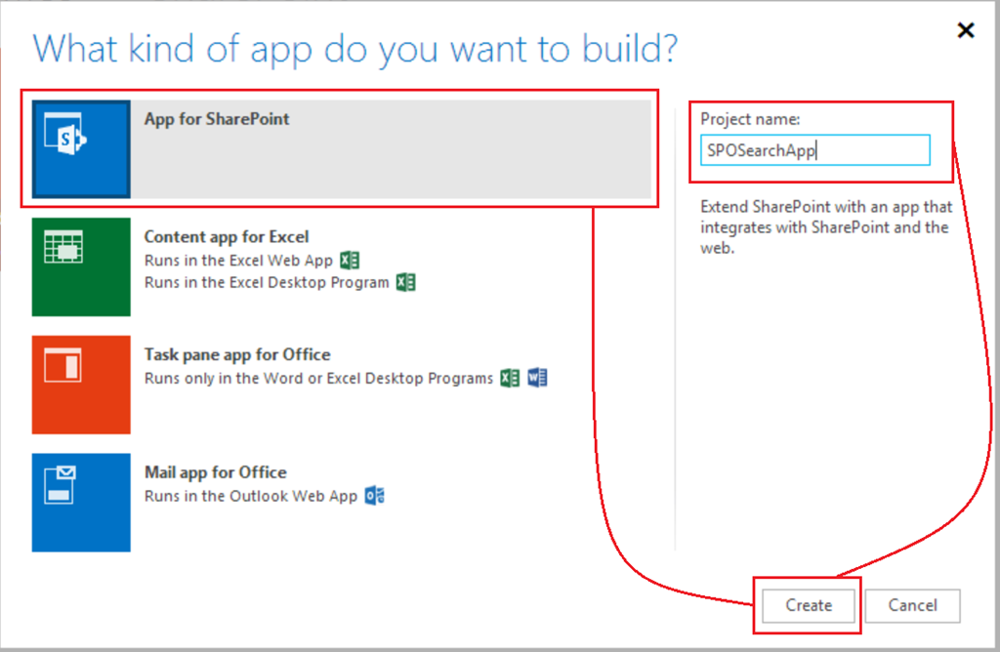 What kind of app do you want to build?
App for SharePoint
Content app for Excel
Runs in the Excel Web App
Runs in the Excel Desktop Program
Task pane app for Office
Runs only in the Word or Excel Desktop Programs
Mail app for Office
Runs in the Outlook Web App
Project name:
SPOSearchApp
Extend SharePoint with an app that
integrates with SharePoint and the
web.
Create
Cancel